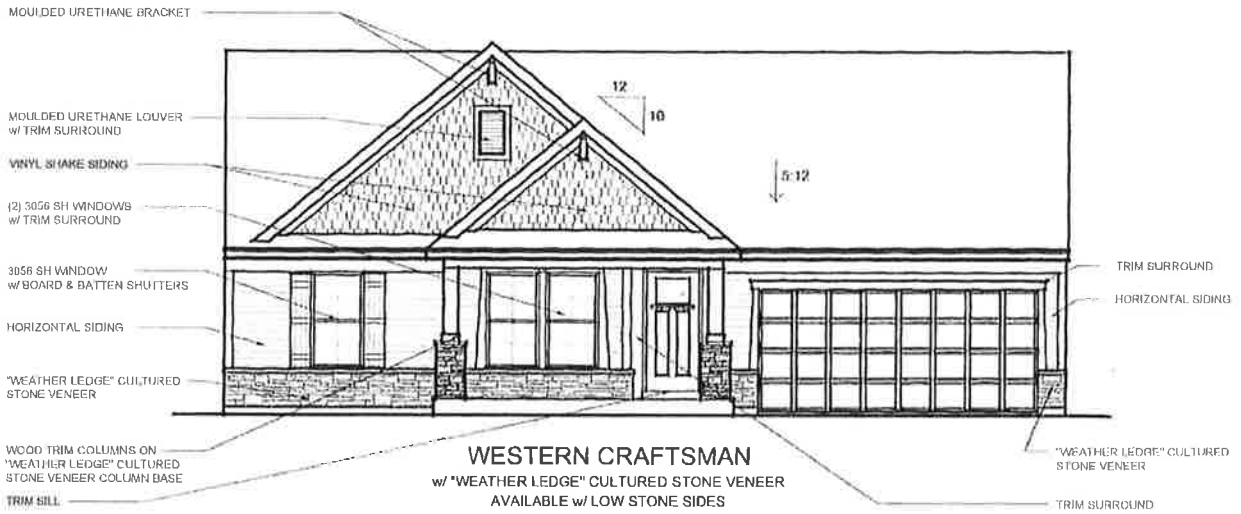 MOULDED URETHANE BRACKET
MOULDED URETHANE LOUVER
w/ TRIM SURROUND
VINYL SHAKE SIDING
(2) 3056 SH WINDOWS
w/ TRIM SURROUND
3056 SH WINDOW
w/ BOARD & BATTEN SHUTTERS
HORIZONTAL SIDING
"WEATHER LEDGE" CULTURED
STONE VENEER
WOOD TRIM COLUMNS ON
"WEATHER LEDGE" CULTURED
STONE VENEER COLUMN BASE
TRIM SILL
12
10
5:12
TRIM SURROUND
HORIZONTAL SIDING
"WEATHER LEDGE" CULTURED
STONE VENEER
TRIM SURROUND
WESTERN CRAFTSMAN
w/ "WEATHER LEDGE" CULTURED STONE VENEER
AVAILABLE w/ LOW STONE SIDES